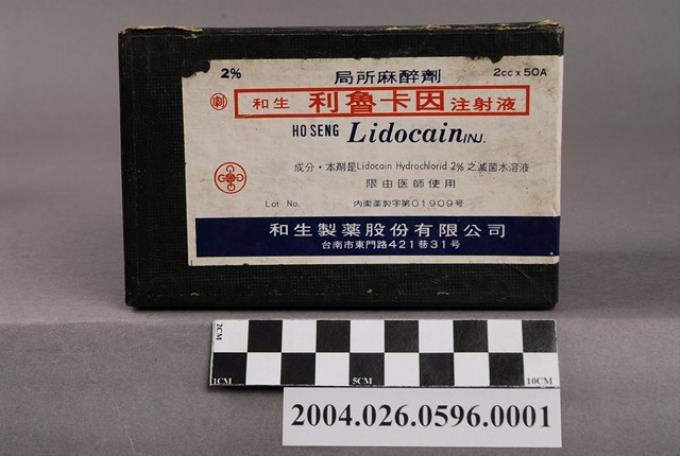 2%
局所麻醉劑
2cc x 50A
劇
和生 利魯卡因 注射液
HO SENG Lidocain INJ.
成分·本劑是Lidocain Hydrochlorid 2%之滅菌水溶液
限由医師使用
Lot No.
內衛藥製字第01909号
和生製藥股份有限公司
台南市東門路421巷31号
2CM
1CM
5CM
10CM
2004.026.0596.0001